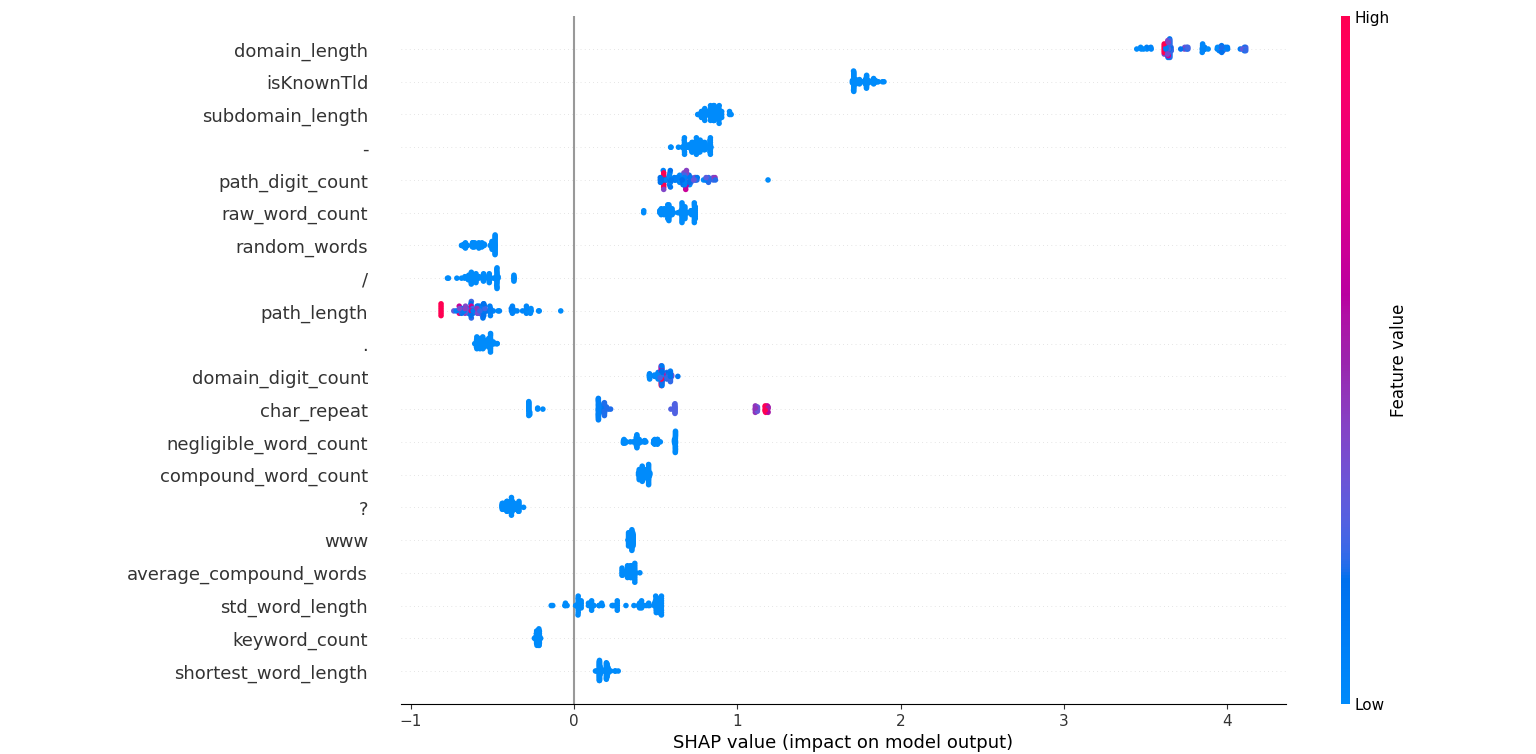 High
domain_length
isKnownTld
subdomain_length
-
path_digit_count
raw_word_count
random_words
/
path_length
.
domain_digit_count
char_repeat
negligible_word_count
compound_word_count
?
www
average_compound_words
std_word_length
keyword_count
shortest_word_length
Feature value
Low
−1 0 1 2 3 4
SHAP value (impact on model output)